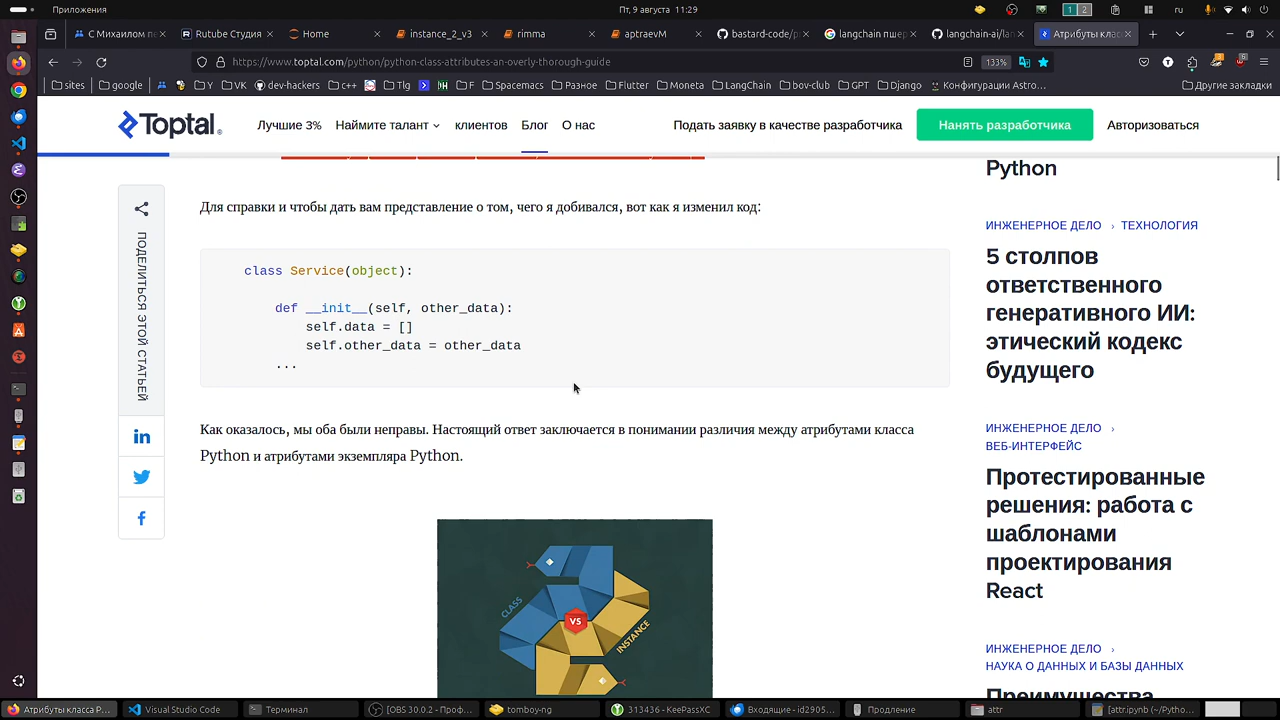 Приложения
Пт, 9 августа 11:29
1 2
ru
С Михаилом
Rutube Студия
Home
instance_2_v3
rimma
aptraevM
bastard-code/p
langchain пшер
langchain-ai/lan
Атрибуты клас
https://www.toptal.com/python/python-class-attributes-an-overly-thorough-guide
133%
sites
google
Y
VK
dev-hackers
c++
Tlg
F
Spacemacs
Разное
Flutter
Moneta
LangChain
bov-club
GPT
Django
Конфигурации Astro...
Другие закладки
Toptal
Лучшие 3%
Наймите талант
клиентов
Блог
О нас
Подать заявку в качестве разработчика
Нанять разработчика
Авторизоваться
ПОДЕЛИТЬСЯ ЭТОЙ СТАТЬЕЙ
Для справки и чтобы дать вам представление о том, чего я добивался, вот как я изменил код:
class Service(object):
def __init__(self, other_data):
self.data = []
self.other_data = other_data
...
Как оказалось, мы оба были неправы. Настоящий ответ заключается в понимании различия между атрибутами класса
Python и атрибутами экземпляра Python.
CLASS
VS
INSTANCE
Python
ИНЖЕНЕРНОЕ ДЕЛО › ТЕХНОЛОГИЯ
5 столпов
ответственного
генеративного ИИ:
этический кодекс
будущего
ИНЖЕНЕРНОЕ ДЕЛО ›
ВЕБ-ИНТЕРФЕЙС
Протестированные
решения: работа с
шаблонами
проектирования
React
ИНЖЕНЕРНОЕ ДЕЛО ›
НАУКА О ДАННЫХ И БАЗЫ ДАННЫХ
Преимущества
Атрибуты класса P...
Visual Studio Code
Терминал
[OBS 30.0.2 - Проф...
tomboy-ng
313436 - KeePassXC
Входящие - id2905...
Продление
attr
[attr.ipynb (~/Pytho...